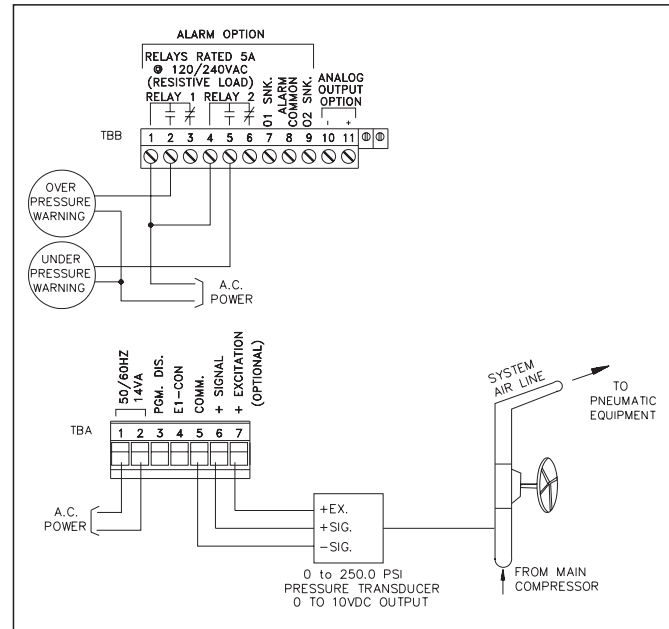 ALARM OPTION
RELAYS RATED 5A
@ 120/240VAC
(RESISTIVE LOAD)
RELAY 1 RELAY 2
O1 SNK.
ALARM
COMMON
O2 SNK.
ANALOG
OUTPUT
OPTION
- +
TBB 1 2 3 4 5 6 7 8 9 10 11
OVER
PRESSURE
WARNING
UNDER
PRESSURE
WARNING
A.C.
POWER
50/60HZ
14VA
PGM. DIS.
E1-CON
COMM.
+ SIGNAL
+ EXCITATION
(OPTIONAL)
TBA 1 2 3 4 5 6 7
A.C.
POWER
+EX.
+SIG.
-SIG.
0 to 250.0 PSI
PRESSURE TRANSDUCER
0 TO 10VDC OUTPUT
SYSTEM
AIR LINE
TO
PNEUMATIC
EQUIPMENT
FROM MAIN
COMPRESSOR